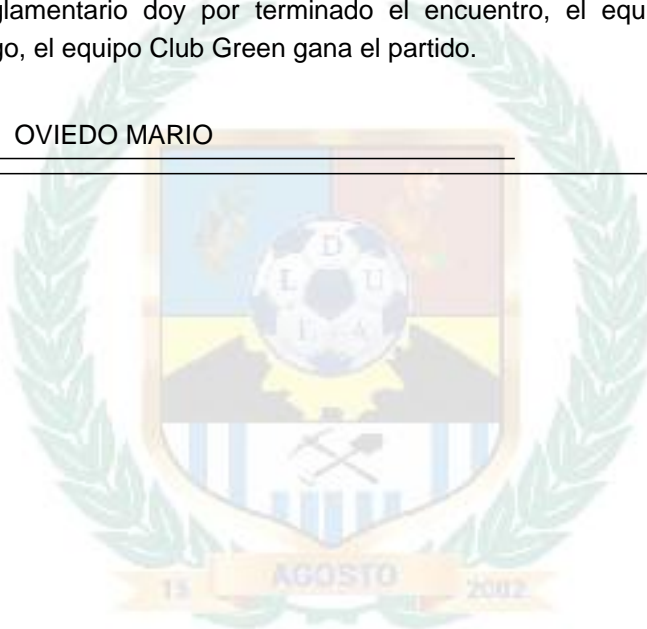 glamentario doy por terminado el encuentro, el equ
go, el equipo Club Green gana el partido.
OVIEDO MARIO
D
L U
E A
15 AGOSTO 2002